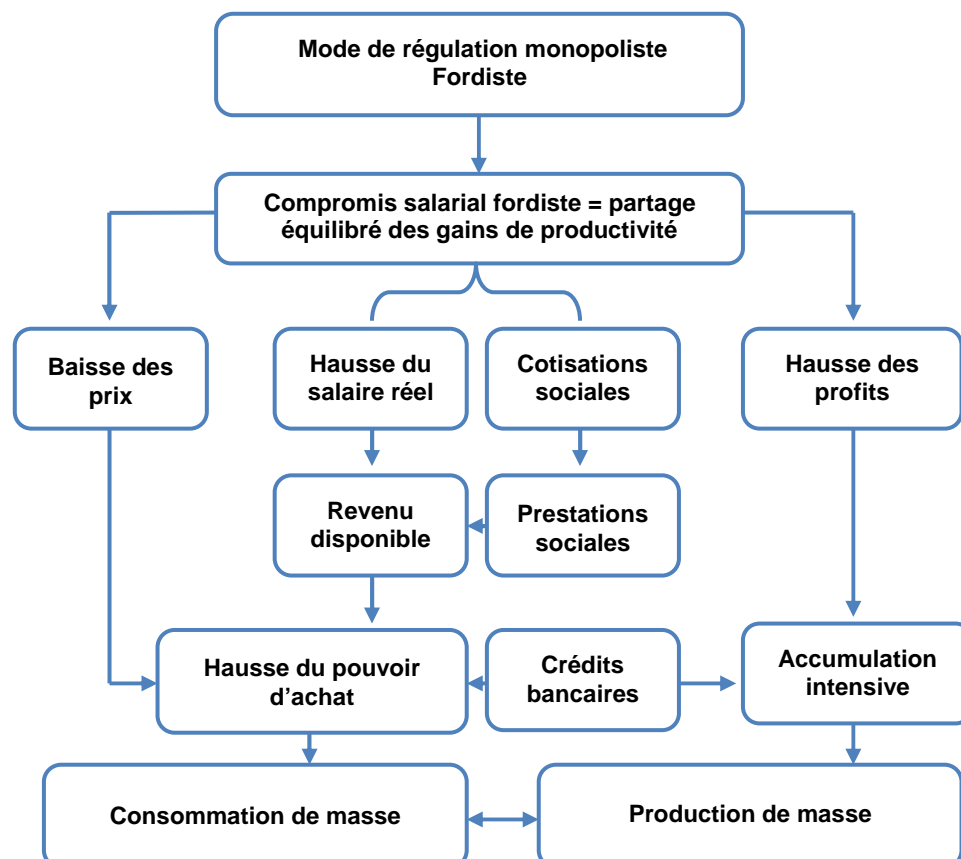 Mode de régulation monopoliste
Fordiste
Compromis salarial fordiste = partage
équilibré des gains de productivité
Baisse des
prix
Hausse du
salaire réel
Cotisations
sociales
Hausse des
profits
Revenu
disponible
Prestations
sociales
Hausse du pouvoir
d’achat
Crédits
bancaires
Accumulation
intensive
Consommation de masse
Production de masse